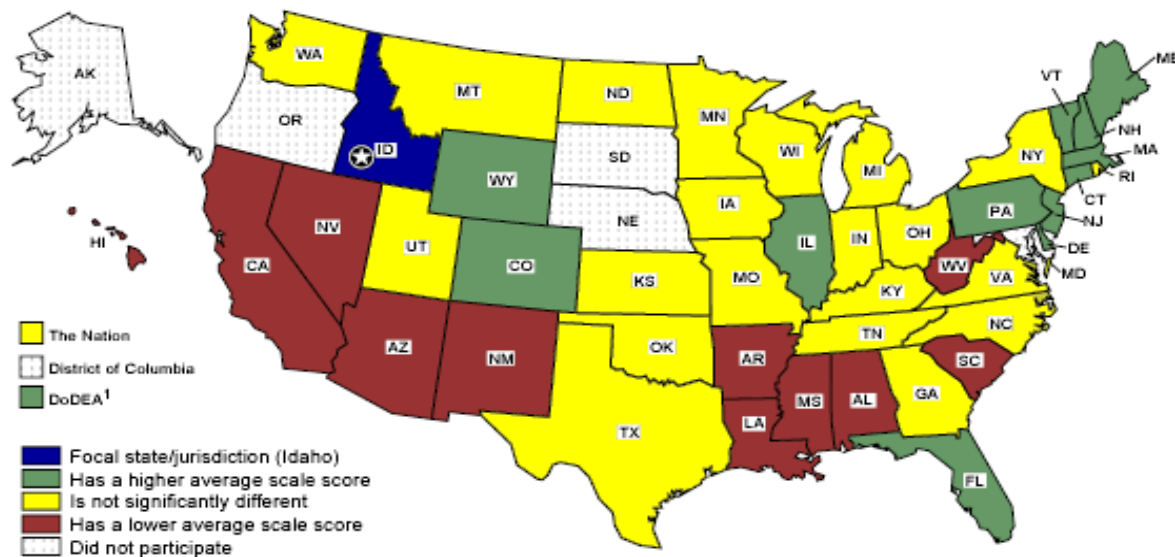 AK
WA
MT
ND
MN
OR
ID
WY
SD
WI
MI
NY
VT
ME
NH
MA
RI
CT
NJ
DE
MD
PA
HI
NV
UT
CA
CO
NE
IA
IL
IN
OH
WV
VA
KS
MO
KY
TN
NC
AZ
NM
OK
AR
SC
TX
LA
MS
AL
GA
FL
The Nation
District of Columbia
DoDEA¹
Focal state/jurisdiction (Idaho)
Has a higher average scale score
Is not significantly different
Has a lower average scale score
Did not participate